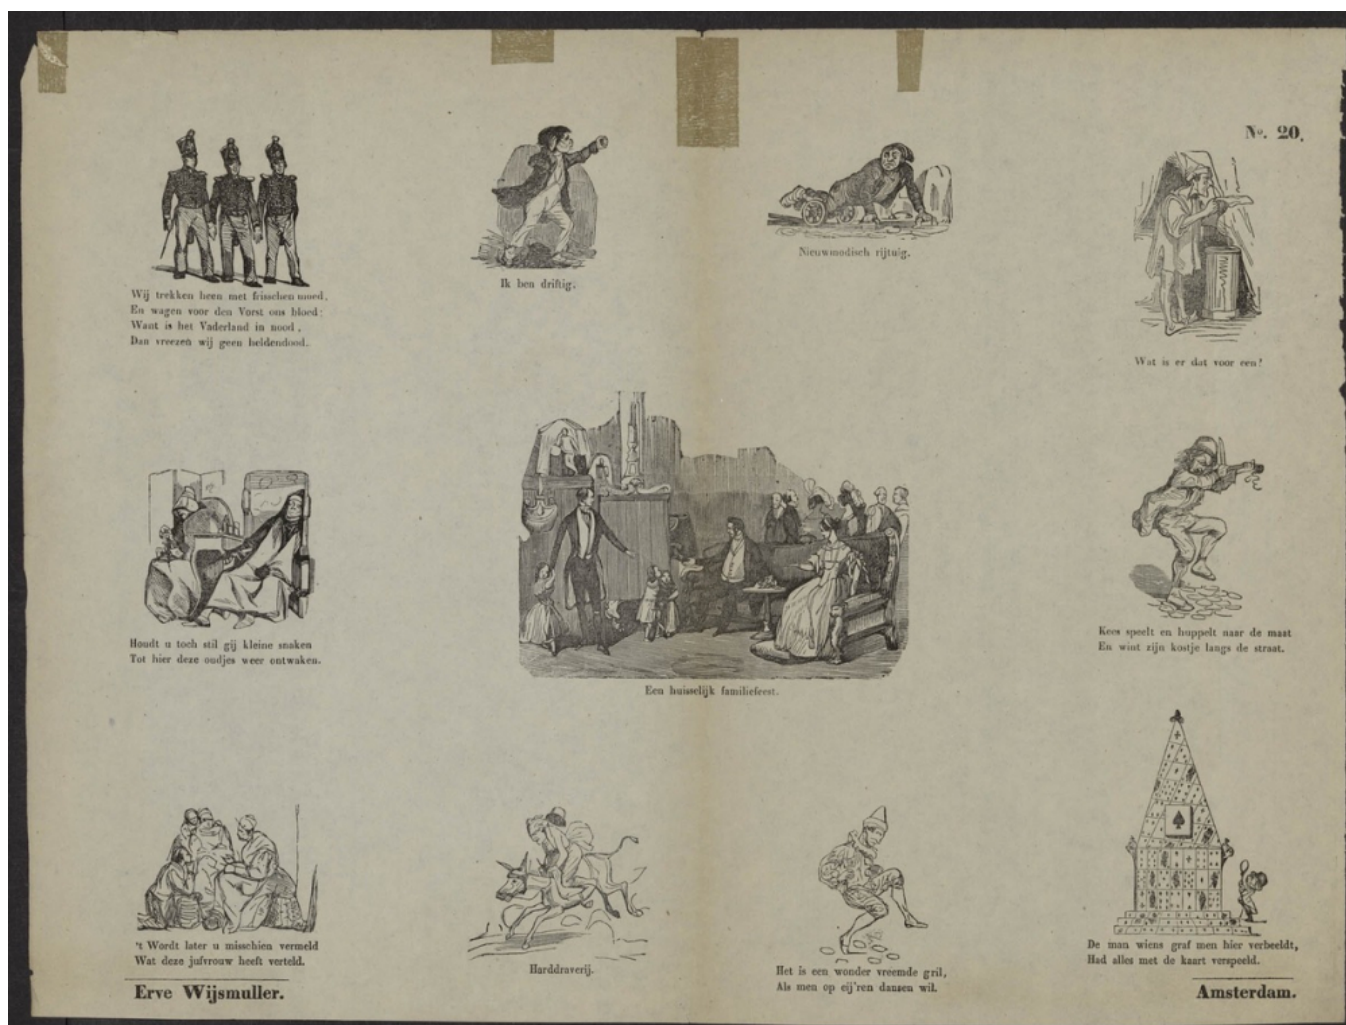 No. 20.
Wij trekken heen met frisschen moed,
En wagen voor den Vorst ons bloed:
Want is het Vaderland in nood,
Dan vreezen wij geen heldendood.
Ik ben driftig.
Nieuwmodisch rijtuig.
Wat is er dat voor een?
Houdt u toch stil gij kleine snaken
Tot hier deze oudjes weer ontwaken.
Een huisselijk familiefeest.
Kees speelt en huppelt naar de maat
En wint zijn kostje langs de straat.
't Wordt later u misschien vermeld
Wat deze jufvrouw heeft verteld.
Harddraverij.
Het is een wonder vreemde gril,
Als men op eij'ren dansen wil.
De man wiens graf men hier verbeeldt,
Had alles met de kaart verspeeld.
Erve Wijsmuller.
Amsterdam.